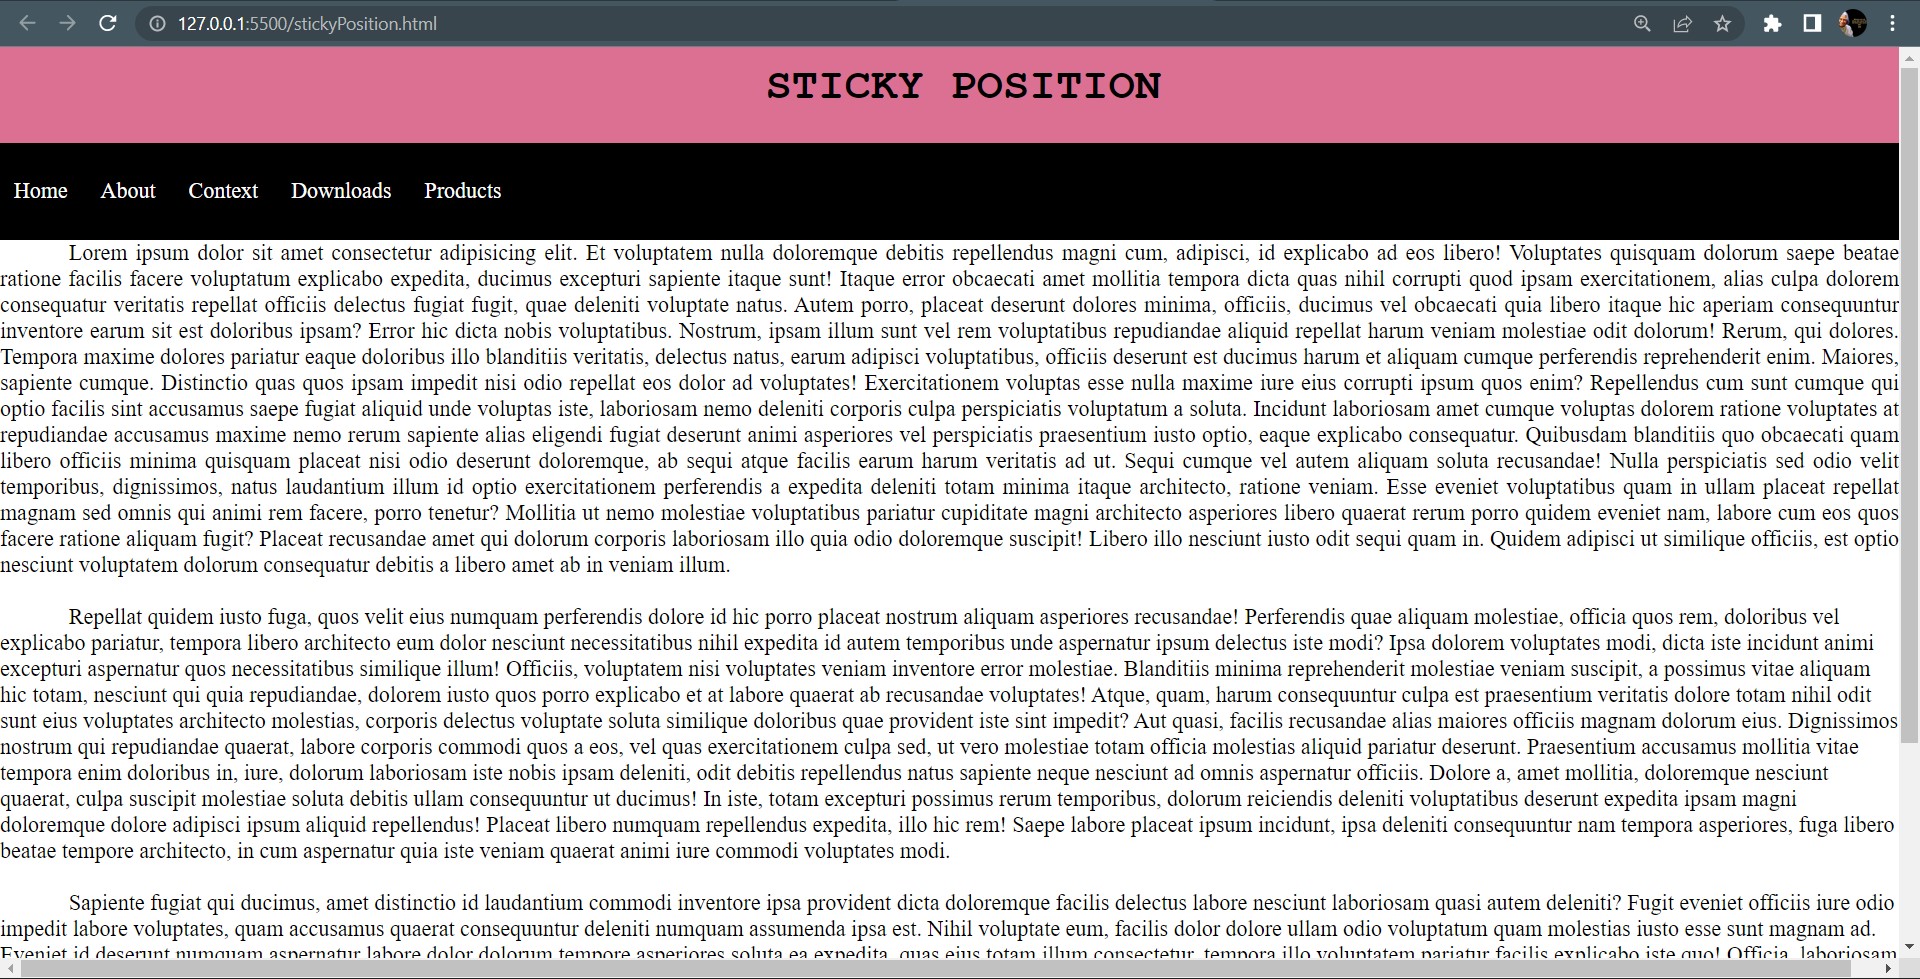 127.0.0.1:5500/stickyPosition.html
STICKY POSITION
Home About Context Downloads Products
Lorem ipsum dolor sit amet consectetur adipisicing elit. Et voluptatem nulla doloremque debitis repellendus magni cum, adipisci, id explicabo ad eos libero! Voluptates quisquam dolorum saepe beatae
ratione facilis facere voluptatum explicabo expedita, ducimus excepturi sapiente itaque sunt! Itaque error obcaecati amet mollitia tempora dicta quas nihil corrupti quod ipsam exercitationem, alias culpa dolorem
consequatur veritatis repellat officiis delectus fugiat fugit, quae deleniti voluptate natus. Autem porro, placeat deserunt dolores minima, officiis, ducimus vel obcaecati quia libero itaque hic aperiam consequuntur
inventore earum sit est doloribus ipsam? Error hic dicta nobis voluptatibus. Nostrum, ipsam illum sunt vel rem voluptatibus repudiandae aliquid repellat harum veniam molestiae odit dolorum! Rerum, qui dolores.
Tempora maxime dolores pariatur eaque doloribus illo blanditiis veritatis, delectus natus, earum adipisci voluptatibus, officiis deserunt est ducimus harum et aliquam cumque perferendis reprehenderit enim. Maiores,
sapiente cumque. Distinctio quas quos ipsam impedit nisi odio repellat eos dolor ad voluptates! Exercitationem voluptas esse nulla maxime iure eius corrupti ipsum quos enim? Repellendus cum sunt cumque qui
optio facilis sint accusamus saepe fugiat aliquid unde voluptas iste, laboriosam nemo deleniti corporis culpa perspiciatis voluptatum a soluta. Incidunt laboriosam amet cumque voluptas dolorem ratione voluptates at
repudiandae accusamus maxime nemo rerum sapiente alias eligendi fugiat deserunt animi asperiores vel perspiciatis praesentium iusto optio, eaque explicabo consequatur. Quibusdam blanditiis quo obcaecati quam
libero officiis minima quisquam placeat nisi odio deserunt doloremque, ab sequi atque facilis earum harum veritatis ad ut. Sequi cumque vel autem aliquam soluta recusandae! Nulla perspiciatis sed odio velit
temporibus, dignissimos, natus laudantium illum id optio exercitationem perferendis a expedita deleniti totam minima itaque architecto, ratione veniam. Esse eveniet voluptatibus quam in ullam placeat repellat
magnam sed omnis qui animi rem facere, porro tenetur? Mollitia ut nemo molestiae voluptatibus pariatur cupiditate magni architecto asperiores libero quaerat rerum porro quidem eveniet nam, labore cum eos quos
facere ratione aliquam fugit? Placeat recusandae amet qui dolorum corporis laboriosam illo quia odio doloremque suscipit! Libero illo nesciunt iusto odit sequi quam in. Quidem adipisci ut similique officiis, est optio
nesciunt voluptatem dolorum consequatur debitis a libero amet ab in veniam illum.
Repellat quidem iusto fuga, quos velit eius numquam perferendis dolore id hic porro placeat nostrum aliquam asperiores recusandae! Perferendis quae aliquam molestiae, officia quos rem, doloribus vel
explicabo pariatur, tempora libero architecto eum dolor nesciunt necessitatibus nihil expedita id autem temporibus unde aspernatur ipsum delectus iste modi? Ipsa dolorem voluptates modi, dicta iste incidunt animi
excepturi aspernatur quos necessitatibus similique illum! Officiis, voluptatem nisi voluptates veniam inventore error molestiae. Blanditiis minima reprehenderit molestiae veniam suscipit, a possimus vitae aliquam
hic totam, nesciunt qui quia repudiandae, dolorem iusto quos porro explicabo et at labore quaerat ab recusandae voluptates! Atque, quam, harum consequuntur culpa est praesentium veritatis dolore totam nihil odit
sunt eius voluptates architecto molestias, corporis delectus voluptate soluta similique doloribus quae provident iste sint impedit? Aut quasi, facilis recusandae alias maiores officiis magnam dolorum eius. Dignissimos
nostrum qui repudiandae quaerat, labore corporis commodi quos a eos, vel quas exercitationem culpa sed, ut vero molestiae totam officia molestias aliquid pariatur deserunt. Praesentium accusamus mollitia vitae
tempora enim doloribus in, iure, dolorum laboriosam iste nobis ipsam deleniti, odit debitis repellendus natus sapiente neque nesciunt ad omnis aspernatur officiis. Dolore a, amet mollitia, doloremque nesciunt
quaerat, culpa suscipit molestiae soluta debitis ullam consequuntur ut ducimus! In iste, totam excepturi possimus rerum temporibus, dolorum reiciendis deleniti voluptatibus deserunt expedita ipsam magni
doloremque dolore adipisci ipsum aliquid repellendus! Placeat libero numquam repellendus expedita, illo hic rem! Saepe labore placeat ipsum incidunt, ipsa deleniti consequuntur nam tempora asperiores, fuga libero
beatae tempore architecto, in cum aspernatur quia iste veniam quaerat animi iure commodi voluptates modi.
Sapiente fugiat qui ducimus, amet distinctio id laudantium commodi inventore ipsa provident dicta doloremque facilis delectus labore nesciunt laboriosam quasi autem deleniti? Fugit eveniet officiis iure odio
impedit labore voluptates, quam accusamus quaerat consequuntur deleniti numquam assumenda ipsa est. Nihil voluptate eum, facilis dolor dolore ullam odio voluptatum quam molestias iusto esse sunt magnam ad.
Eveniet id deserunt numquam aspernatur labore dolor dolorum tempore asperiores soluta ea expedita, quas eius totam illum consectetur, tempora illo voluptatem pariatur facilis explicabo iste quo! Officia, laboriosam